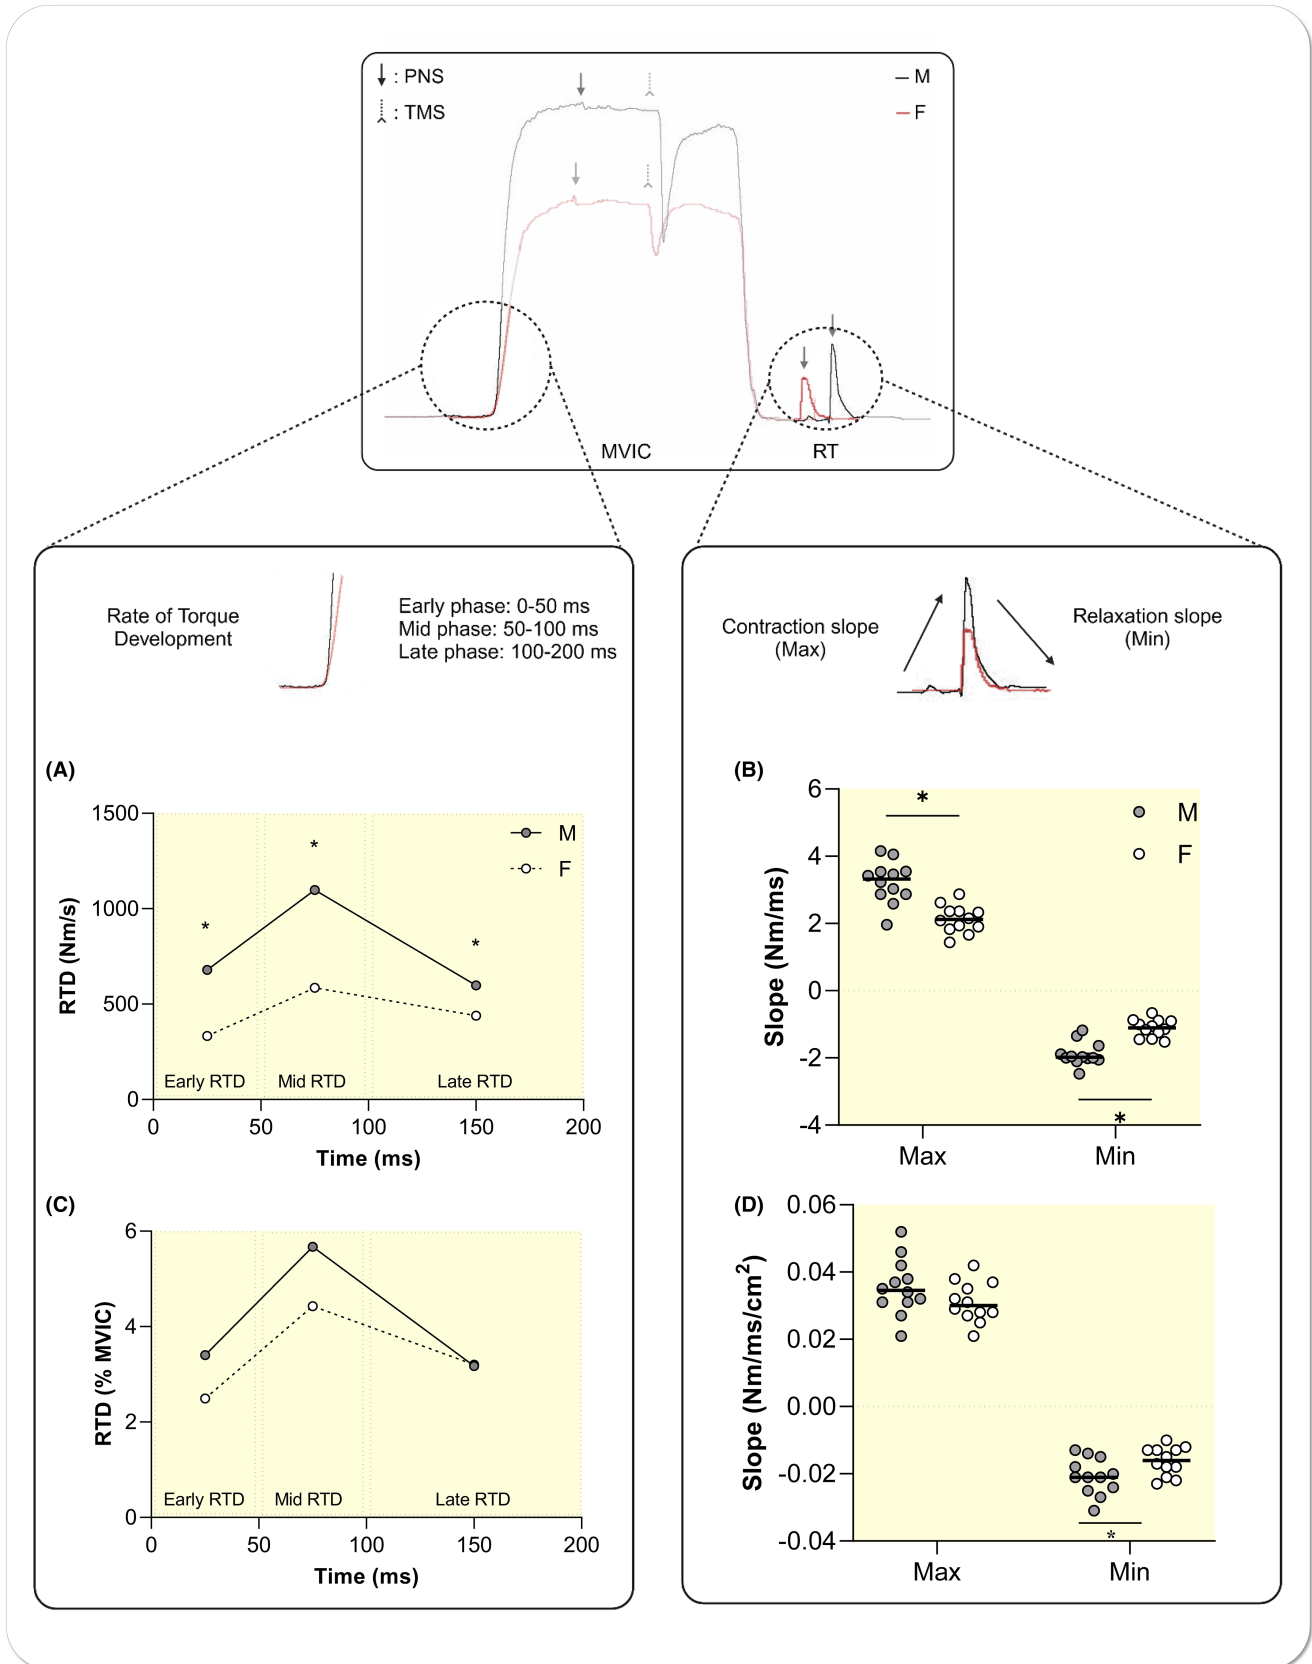 : PNS
: TMS
M
F
MVIC
RT
Rate of Torque
Development
Early phase: 0-50 ms
Mid phase: 50-100 ms
Late phase: 100-200 ms
Contraction slope
(Max)
Relaxation slope
(Min)
(A)
1500
1000
500
0
RTD (Nm/s)
*
*
*
M
F
Early RTD
Mid RTD
Late RTD
0
50
100
150
200
Time (ms)
(B)
6
4
2
0
-2
-4
Slope (Nm/ms)
*
M
F
*
Max
Min
(C)
6
4
2
0
RTD (% MVIC)
Early RTD
Mid RTD
Late RTD
0
50
100
150
200
Time (ms)
(D)
0.06
0.04
0.02
0.00
-0.02
-0.04
Slope (Nm/ms/cm²)
*
Max
Min